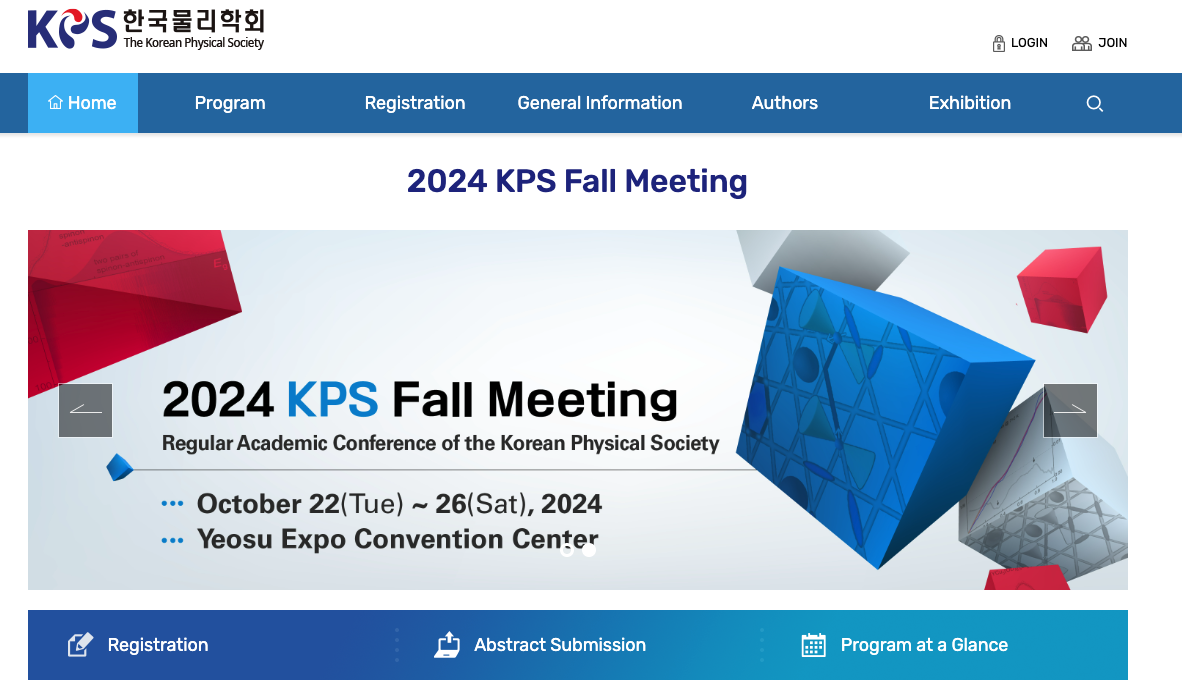 KPS 한국물리학회
The Korean Physical Society
LOGIN JOIN
Home Program Registration General Information Authors Exhibition
2024 KPS Fall Meeting
2024 KPS Fall Meeting
Regular Academic Conference of the Korean Physical Society
October 22(Tue) ~ 26(Sat), 2024
Yeosu Expo Convention Center
Registration Abstract Submission Program at a Glance